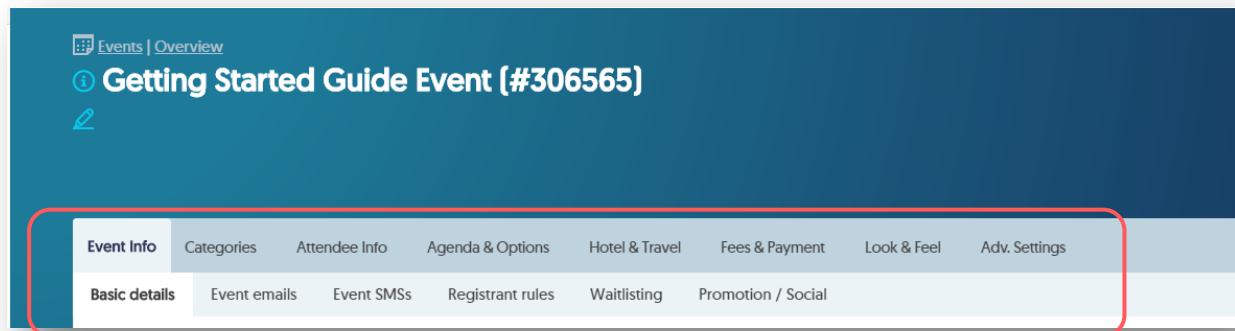 Events | Overview
Getting Started Guide Event (#306565)
Event Info Categories Attendee Info Agenda & Options Hotel & Travel Fees & Payment Look & Feel Adv. Settings
Basic details Event emails Event SMSs Registrant rules Waitlisting Promotion / Social